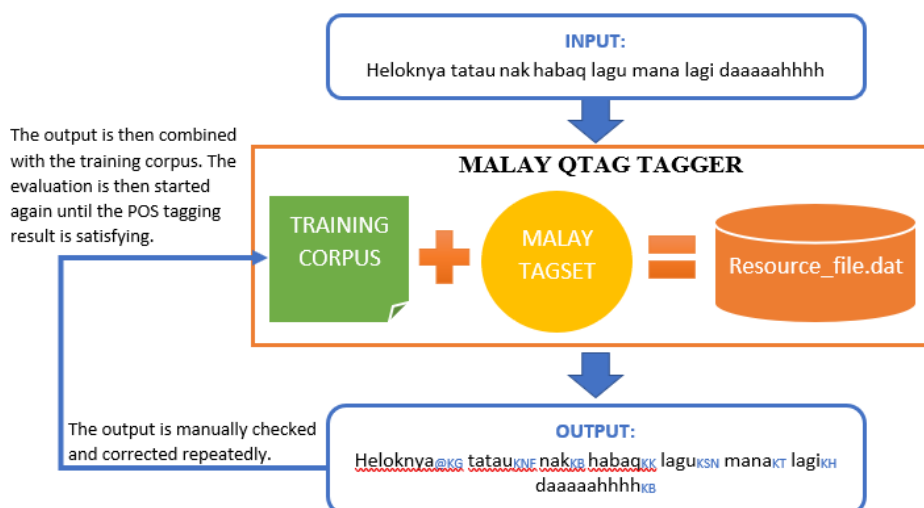 INPUT:
Heloknya tatau nak habaq lagu mana lagi daaaaahhhh
The output is then combined
with the training corpus. The
evaluation is then started
again until the POS tagging
result is satisfying.
MALAY QTAG TAGGER
TRAINING
CORPUS
MALAY
TAGSET
Resource_file.dat
The output is manually checked
and corrected repeatedly.
OUTPUT:
Heloknya@KG tatauKNF nakKB habaqKK laguKSN manaKT lagiKH
daaaaahhhhKB